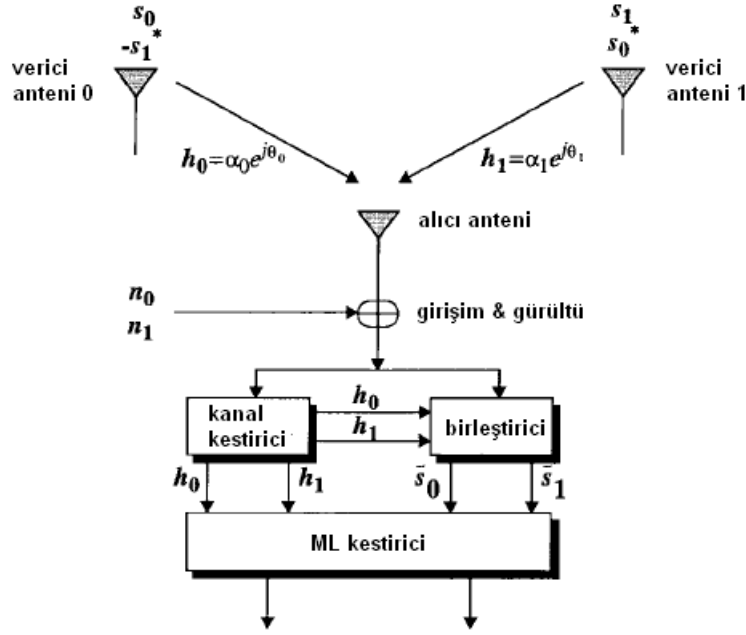 s₀
-s₁*
verici
anteni 0
s₁
s₀*
verici
anteni 1
h₀=α₀e^{jθ₀}
h₁=α₁e^{jθ₁}
alıcı anteni
n₀
n₁
girişim & gürültü
kanal
kestirici
h₀
h₁
birleştirici
h₀
h₁
s̃₀
s̃₁
ML kestirici